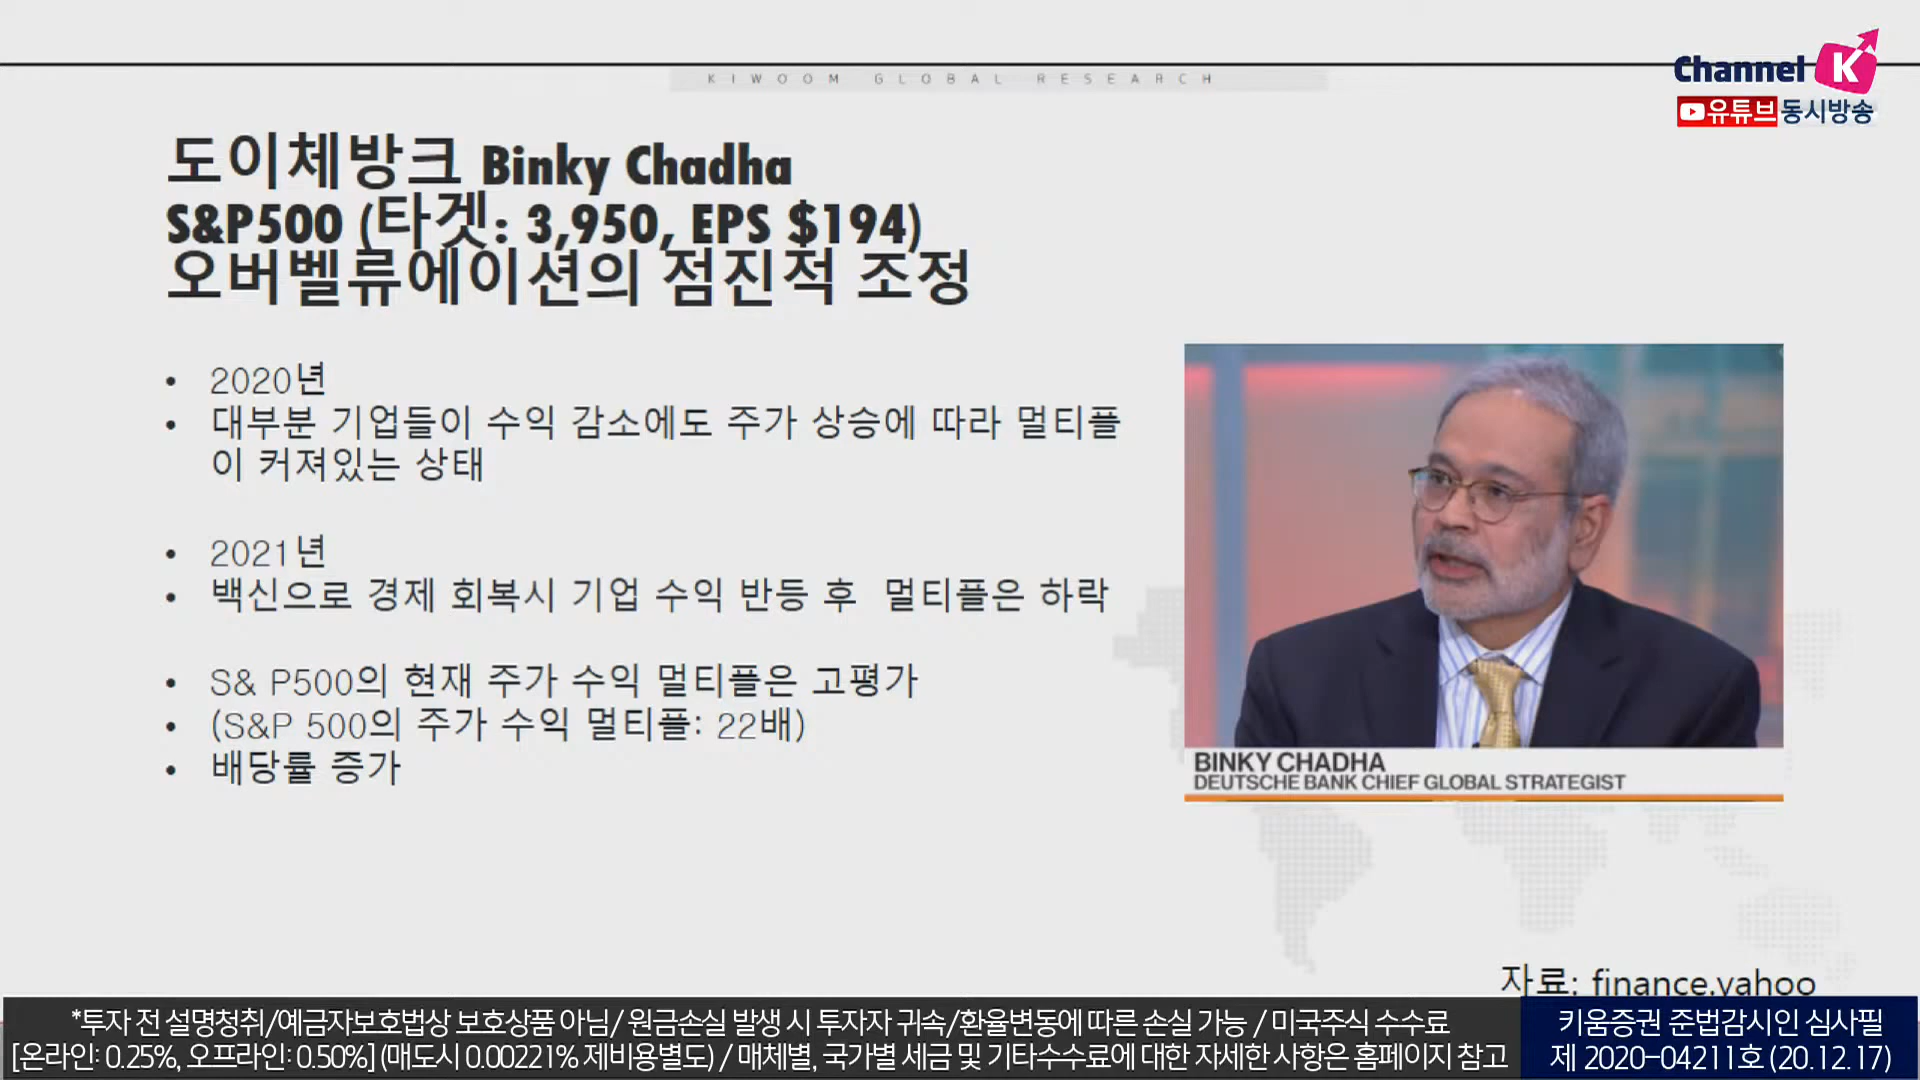 KIWOOM GLOBAL RESEARCH
Channel K
유튜브동시방송
도이체방크 Binky Chadha
S&P500 (타겟: 3,950, EPS $194)
오버벨류에이션의 점진적 조정
• 2020년
• 대부분 기업들이 수익 감소에도 주가 상승에 따라 멀티플
이 커져있는 상태
• 2021년
• 백신으로 경제 회복시 기업 수익 반등 후 멀티플은 하락
• S& P500의 현재 주가 수익 멀티플은 고평가
• (S&P 500의 주가 수익 멀티플: 22배)
• 배당률 증가
BINKY CHADHA
DEUTSCHE BANK CHIEF GLOBAL STRATEGIST
자료: finance.yahoo
*투자 전 설명청취/예금자보호법상 보호상품 아님/ 원금손실 발생 시 투자자 귀속/환율변동에 따른 손실 가능 / 미국주식 수수료
[온라인: 0.25%, 오프라인: 0.50%] (매도시 0.00221% 제비용별도) / 매체별, 국가별 세금 및 기타수수료에 대한 자세한 사항은 홈페이지 참고
키움증권 준법감시인 심사필
제 2020-04211호 (20.12.17)